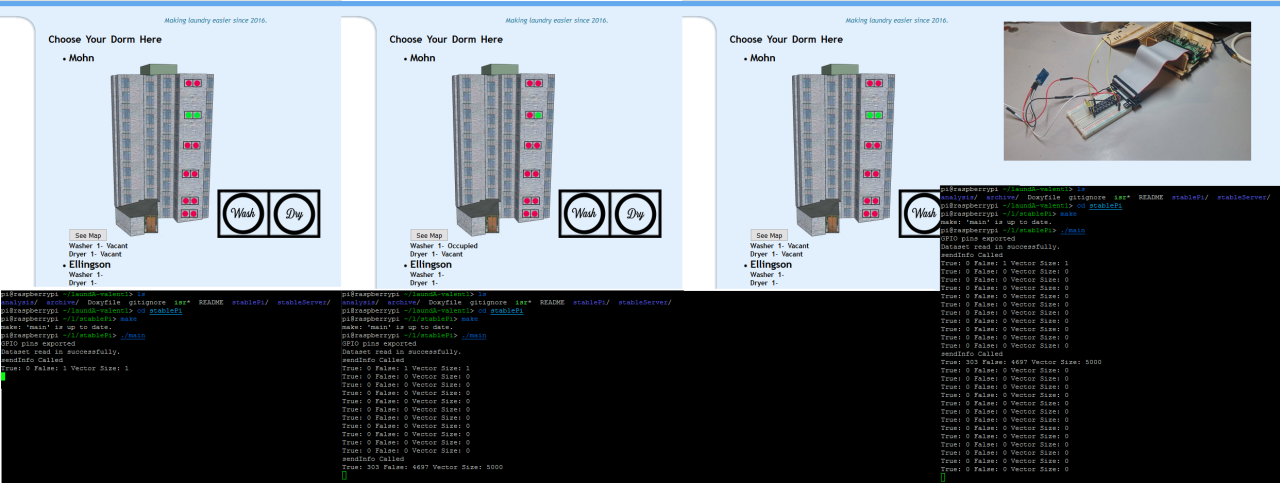 Making laundry easier since 2016.
Choose Your Dorm Here
• Mohn
Wash
Dry
See Map
Washer 1- Vacant
Dryer 1- Vacant
• Ellingson
Washer 1-
Dryer 1-
pi@raspberrypi ~/laundA-valent1> ls
analysis/ archive/ Doxyfile gitignore isr* README stablePi/ stableServer/
pi@raspberrypi ~/laundA-valent1> cd stablePi
pi@raspberrypi ~/l/stablePi> make
make: 'main' is up to date.
pi@raspberrypi ~/l/stablePi> ./main
GPIO pins exported
Dataset read in successfully.
sendInfo Called
True: 0 False: 1 Vector Size: 1
Making laundry easier since 2016.
Choose Your Dorm Here
• Mohn
Wash
Dry
See Map
Washer 1- Occupied
Dryer 1- Vacant
• Ellingson
Washer 1-
Dryer 1-
pi@raspberrypi ~/laundA-valent1> ls
analysis/ archive/ Doxyfile gitignore isr* README stablePi/ stableServer/
pi@raspberrypi ~/laundA-valent1> cd stablePi
pi@raspberrypi ~/l/stablePi> make
make: 'main' is up to date.
pi@raspberrypi ~/l/stablePi> ./main
GPIO pins exported
Dataset read in successfully.
sendInfo Called
True: 0 False: 1 Vector Size: 1
True: 0 False: 0 Vector Size: 0
True: 0 False: 0 Vector Size: 0
True: 0 False: 0 Vector Size: 0
True: 0 False: 0 Vector Size: 0
True: 0 False: 0 Vector Size: 0
True: 0 False: 0 Vector Size: 0
True: 0 False: 0 Vector Size: 0
True: 0 False: 0 Vector Size: 0
True: 0 False: 0 Vector Size: 0
True: 0 False: 0 Vector Size: 0
sendInfo Called
True: 303 False: 4697 Vector Size: 5000
Making laundry easier since 2016.
Choose Your Dorm Here
• Mohn
Wash
See Map
Washer 1- Vacant
Dryer 1- Vacant
• Ellingson
Washer 1-
Dryer 1-
pi@raspberrypi ~/laundA-valent1> ls
analysis/ archive/ Doxyfile gitignore isr* README stablePi/ stableServer/
pi@raspberrypi ~/laundA-valent1> cd stablePi
pi@raspberrypi ~/l/stablePi> make
make: 'main' is up to date.
pi@raspberrypi ~/l/stablePi> ./main
GPIO pins exported
Dataset read in successfully.
sendInfo Called
True: 0 False: 1 Vector Size: 1
True: 0 False: 0 Vector Size: 0
True: 0 False: 0 Vector Size: 0
True: 0 False: 0 Vector Size: 0
True: 0 False: 0 Vector Size: 0
True: 0 False: 0 Vector Size: 0
True: 0 False: 0 Vector Size: 0
True: 0 False: 0 Vector Size: 0
True: 0 False: 0 Vector Size: 0
True: 0 False: 0 Vector Size: 0
True: 0 False: 0 Vector Size: 0
sendInfo Called
True: 303 False: 4697 Vector Size: 5000
True: 0 False: 0 Vector Size: 0
True: 0 False: 0 Vector Size: 0
True: 0 False: 0 Vector Size: 0
True: 0 False: 0 Vector Size: 0
True: 0 False: 0 Vector Size: 0
True: 0 False: 0 Vector Size: 0
True: 0 False: 0 Vector Size: 0
True: 0 False: 0 Vector Size: 0
True: 0 False: 0 Vector Size: 0
True: 0 False: 0 Vector Size: 0
True: 0 False: 0 Vector Size: 0
True: 0 False: 0 Vector Size: 0
True: 0 False: 0 Vector Size: 0